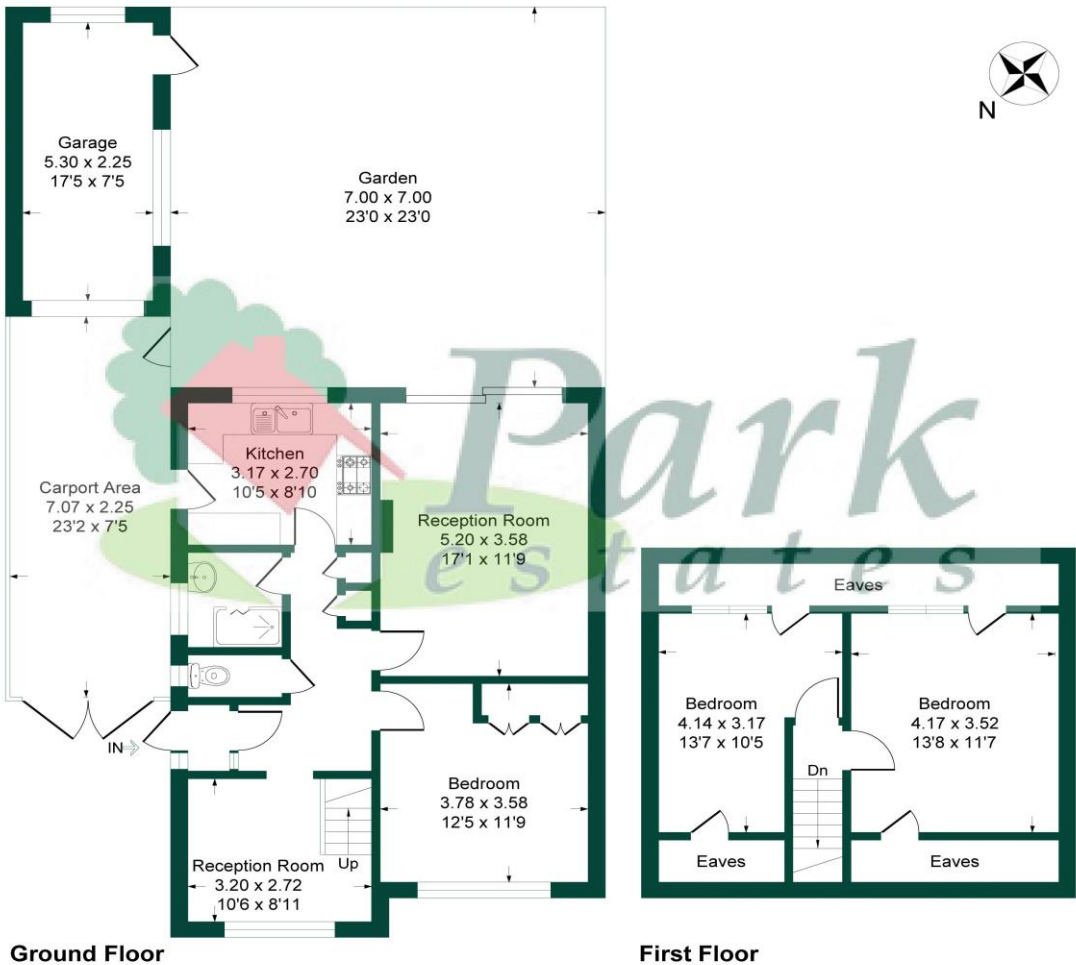 N
Garage
5.30 x 2.25
17'5 x 7'5
Garden
7.00 x 7.00
23'0 x 23'0
Park
estates
Kitchen
3.17 x 2.70
10'5 x 8'10
Carport Area
7.07 x 2.25
23'2 x 7'5
Reception Room
5.20 x 3.58
17'1 x 11'9
IN
Bedroom
3.78 x 3.58
12'5 x 11'9
Up
Reception Room
3.20 x 2.72
10'6 x 8'11
Ground Floor
Eaves
Bedroom
4.14 x 3.17
13'7 x 10'5
Bedroom
4.17 x 3.52
13'8 x 11'7
Dn
Eaves
Eaves
First Floor